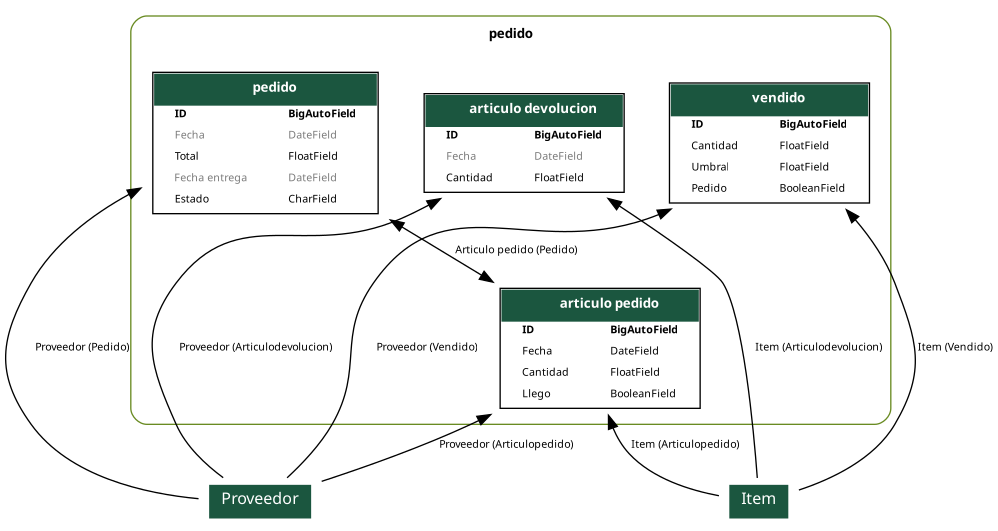 pedido
pedido
ID BigAutoField
Fecha DateField
Total FloatField
Fecha entrega DateField
Estado CharField
articulo devolucion
ID BigAutoField
Fecha DateField
Cantidad FloatField
vendido
ID BigAutoField
Cantidad FloatField
Umbral FloatField
Pedido BooleanField
Articulo pedido (Pedido)
articulo pedido
ID BigAutoField
Fecha DateField
Cantidad FloatField
Llego BooleanField
Proveedor (Pedido)
Proveedor (Articulodevolucion)
Proveedor (Vendido)
Item (Articulodevolucion)
Item (Vendido)
Proveedor (Articulopedido)
Item (Articulopedido)
Proveedor
Item